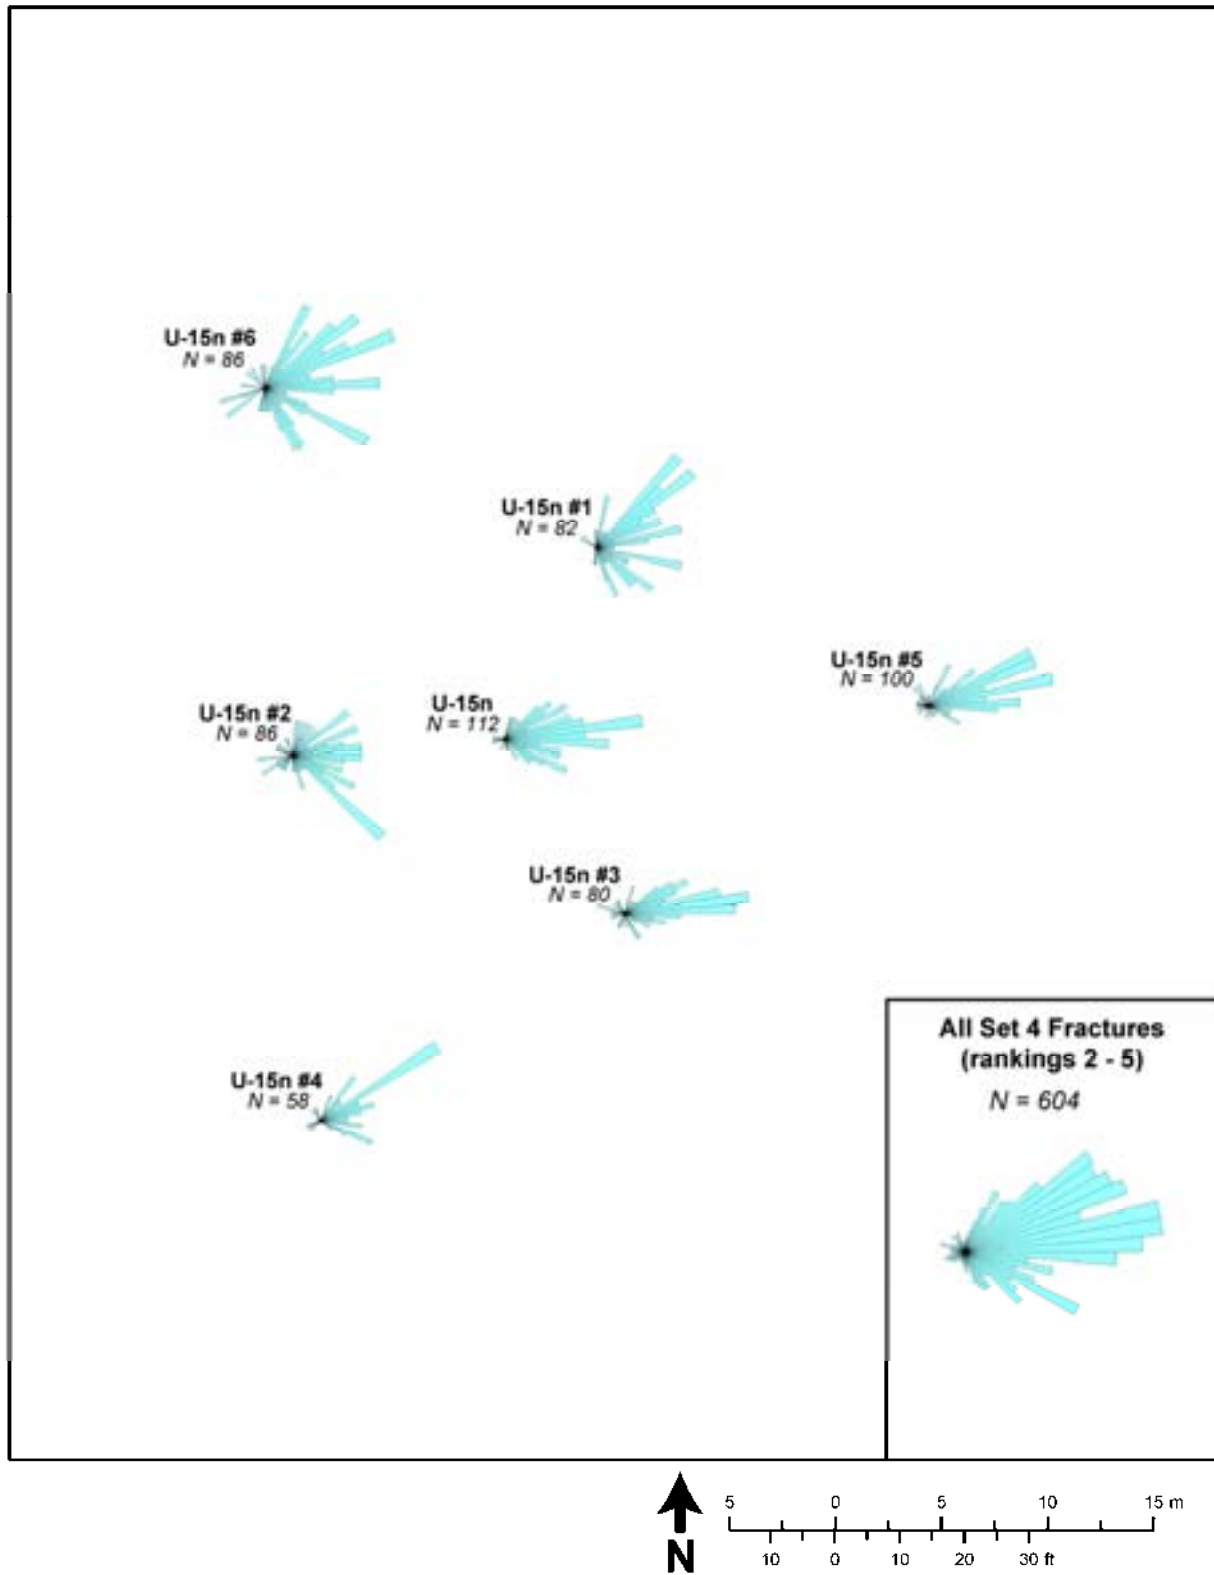 U-15n #6
N = 86
U-15n #1
N = 82
U-15n #5
N = 100
U-15n #2
N = 86
U-15n
N = 112
U-15n #3
N = 80
U-15n #4
N = 58
All Set 4 Fractures
(rankings 2 - 5)
N = 604
N
5 0 5 10 15 m
10 0 10 20 30 ft